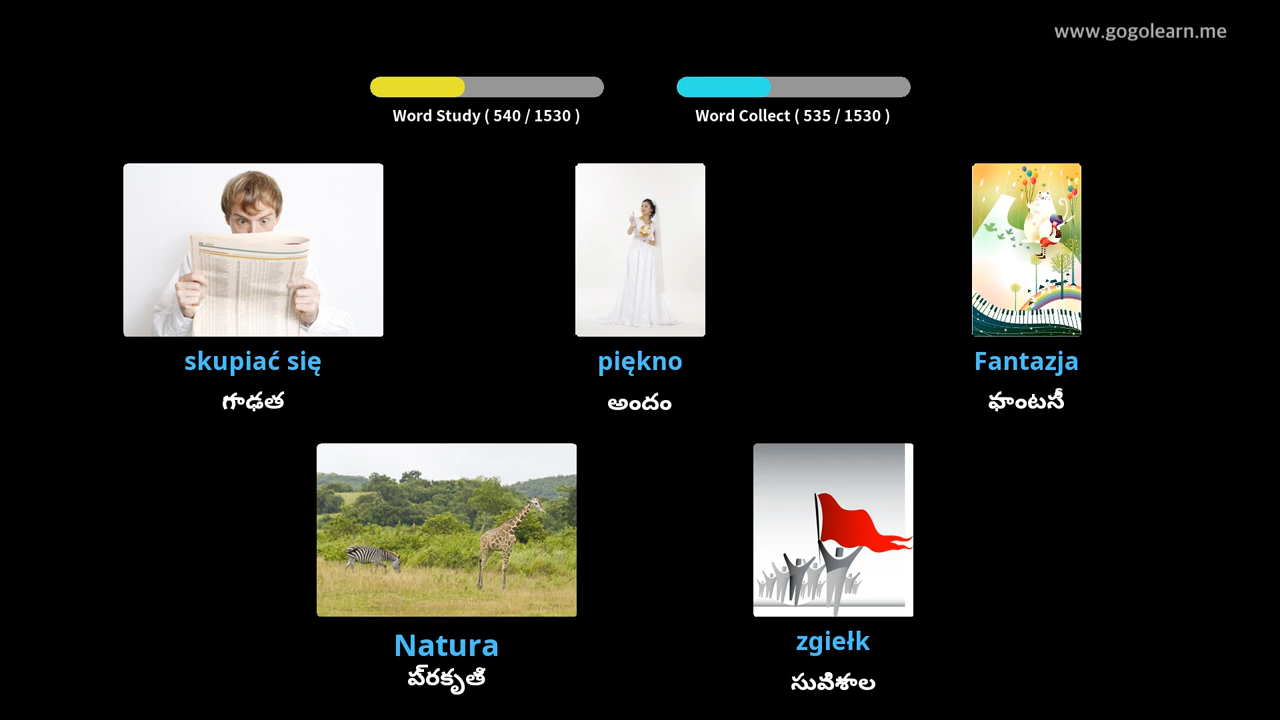 www.gogolearn.me
Word Study ( 540 / 1530 )
Word Collect ( 535 / 1530 )
skupiać się
గాఢత
piękno
అందం
Fantazja
ఫాంటసీ
Natura
ప్రకృతి
zgiełk
సువిశాల